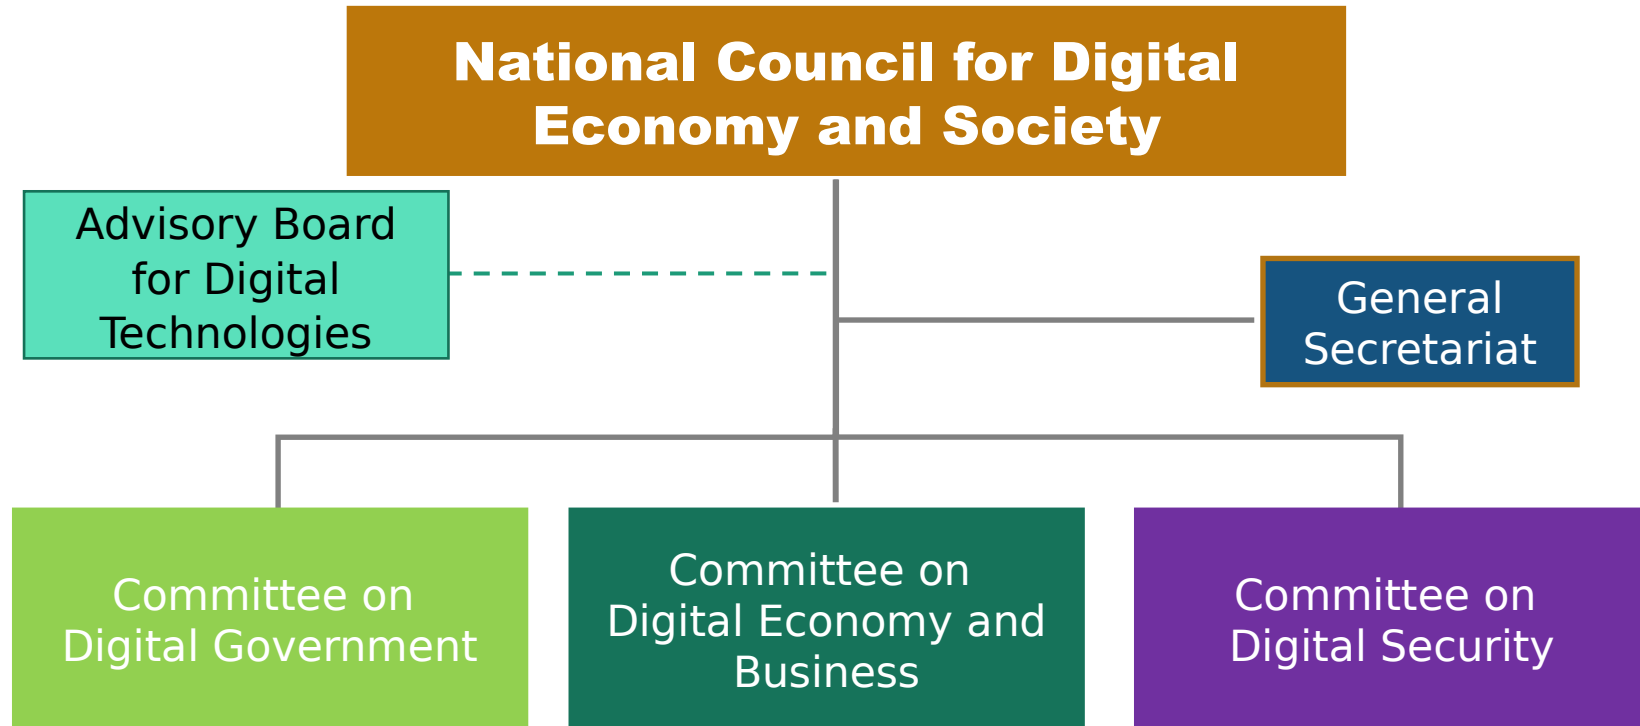 National Council for Digital
Economy and Society
Advisory Board
for Digital
Technologies
General
Secretariat
Committee on
Digital Government
Committee on
Digital Economy and
Business
Committee on
Digital Security